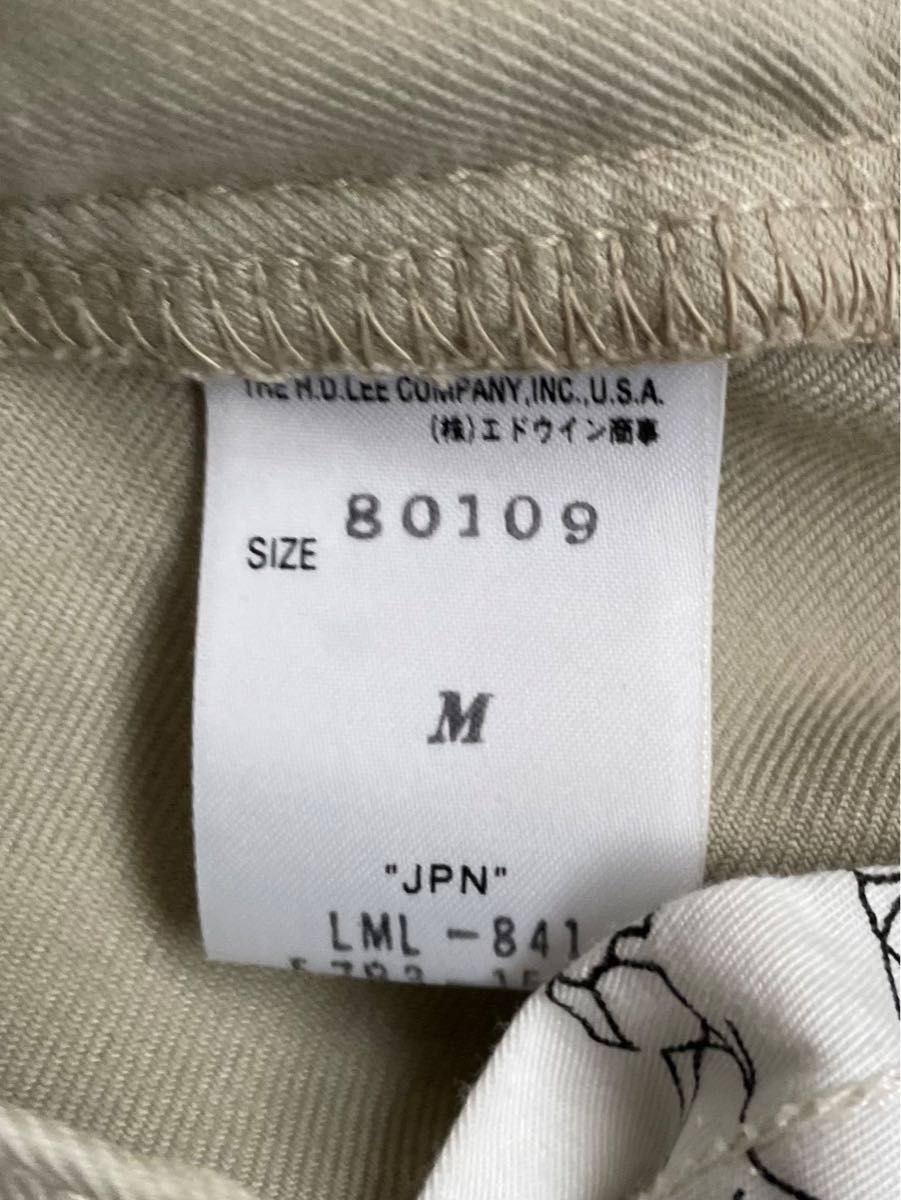 THE H.D.LEE COMPANY,INC.,U.S.A.
(株)エドウイン商事
80109
SIZE
M
"JPN"
LML-841